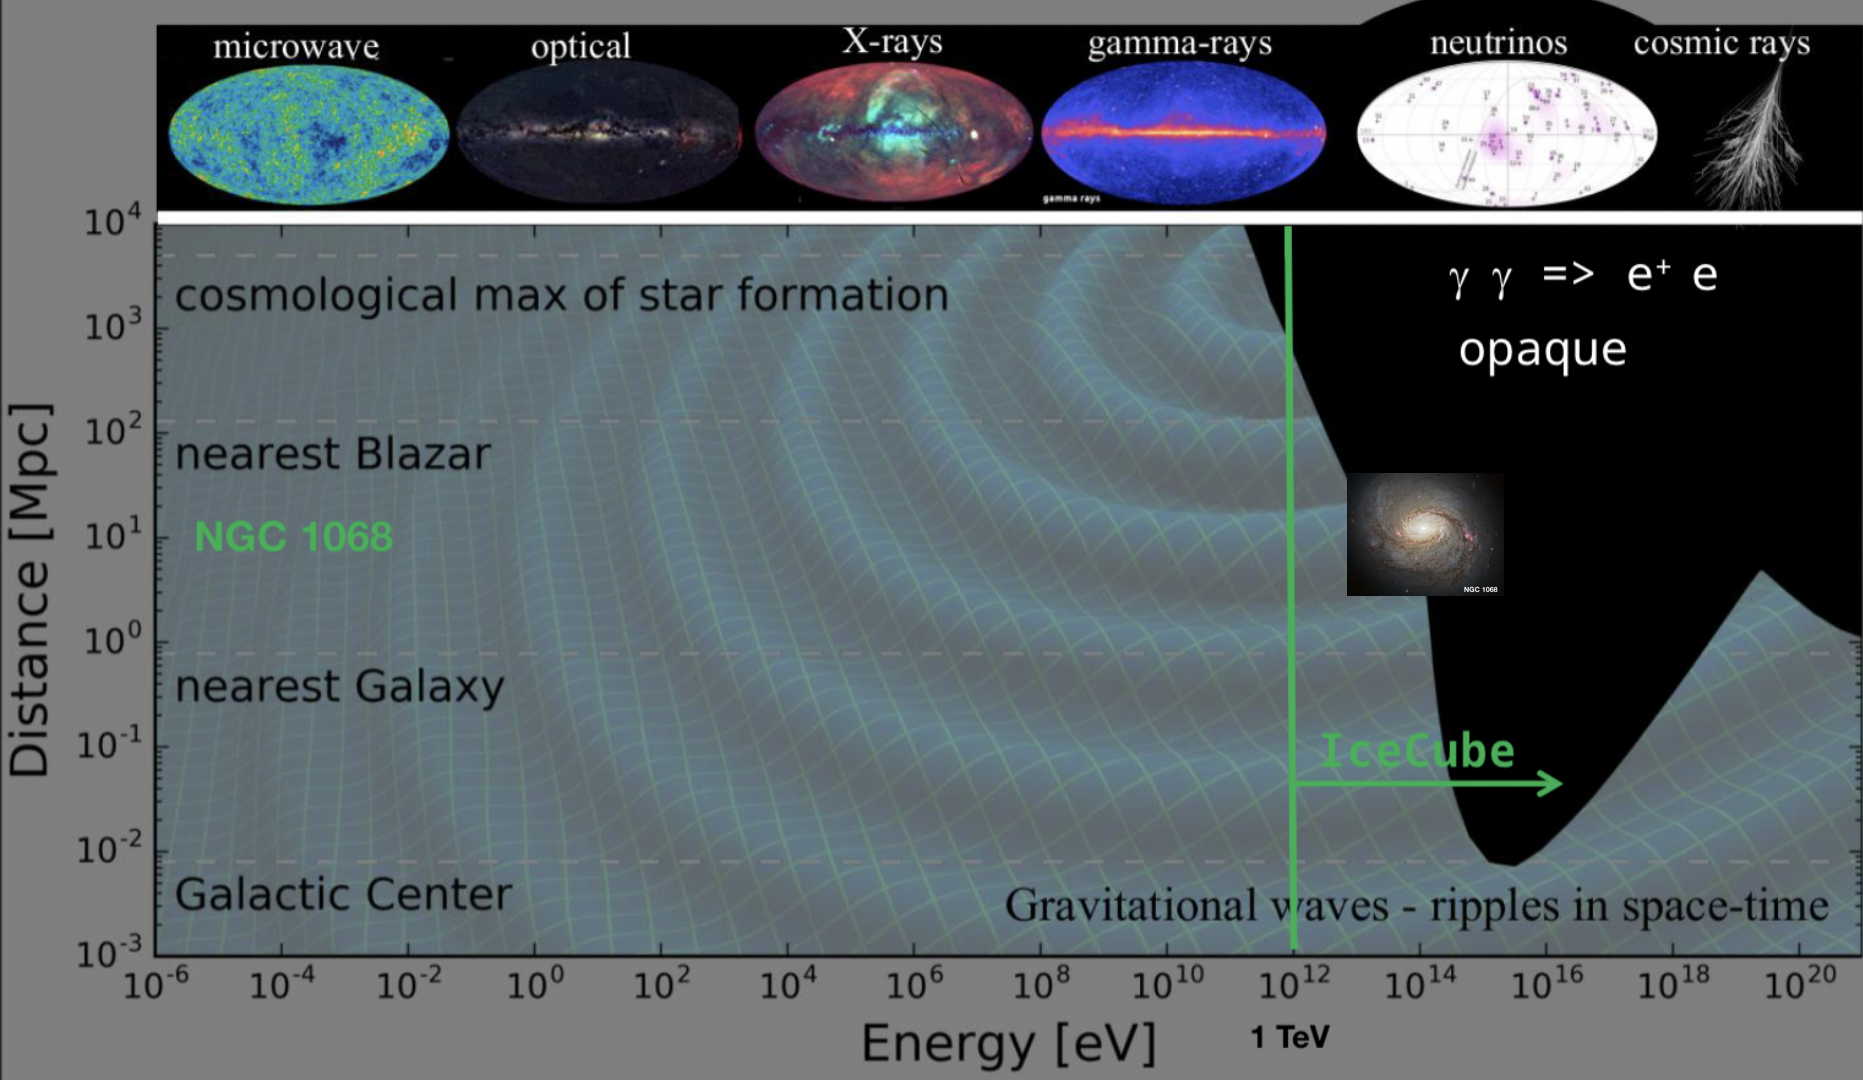 microwave optical X-rays gamma-rays neutrinos cosmic rays
gamma rays
10⁴
γ γ => e⁺ e
cosmological max of star formation
10³
opaque
10²
nearest Blazar
NGC 1068
10¹
NGC 1068
10⁰
nearest Galaxy
10⁻¹
IceCube
10⁻²
Galactic Center
Gravitational waves - ripples in space-time
10⁻³
Distance [Mpc]
10⁻⁶ 10⁻⁴ 10⁻² 10⁰ 10² 10⁴ 10⁶ 10⁸ 10¹⁰ 10¹² 10¹⁴ 10¹⁶ 10¹⁸ 10²⁰
Energy [eV]
1 TeV